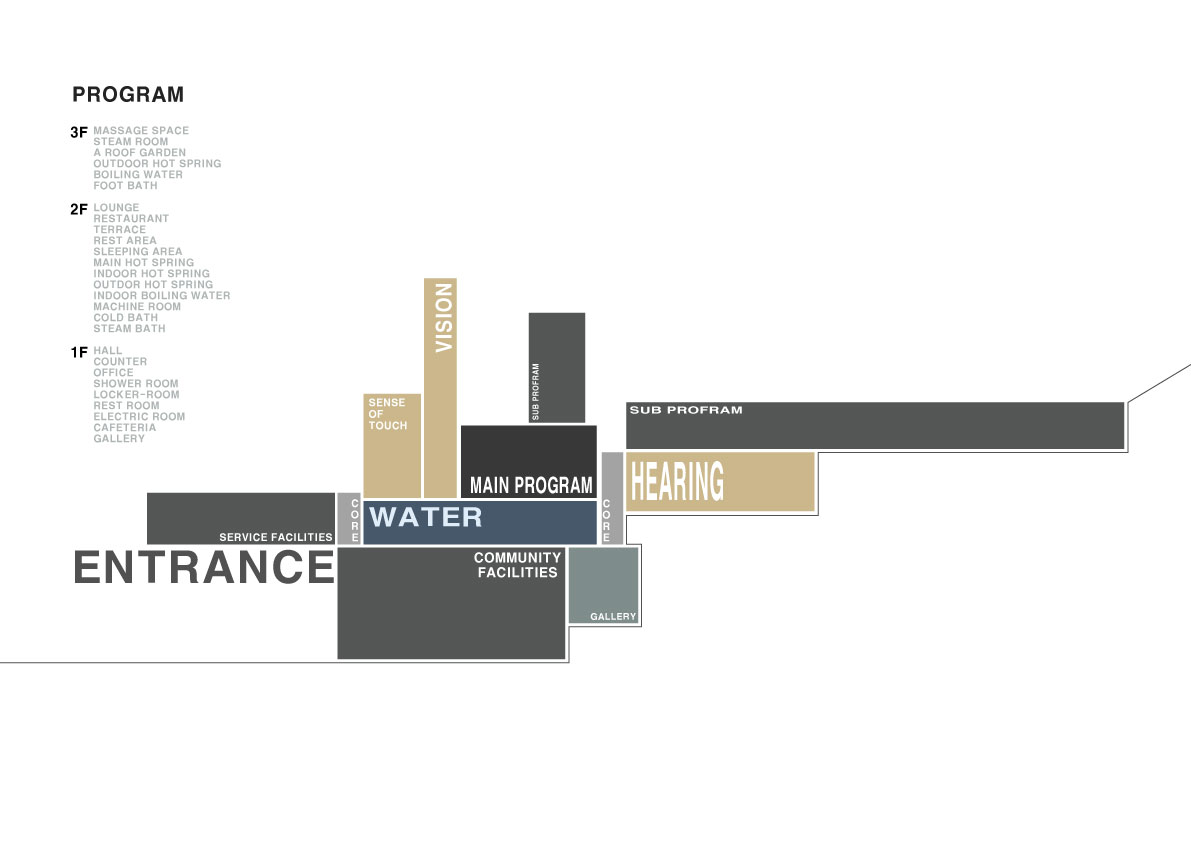 PROGRAM
3F MASSAGE SPACE
STEAM ROOM
A ROOF GARDEN
OUTDOOR HOT SPRING
BOILING WATER
FOOT BATH
2F LOUNGE
RESTAURANT
TERRACE
REST AREA
SLEEPING AREA
MAIN HOT SPRING
INDOOR HOT SPRING
OUTDOR HOT SPRING
INDOOR BOILING WATER
MACHINE ROOM
COLD BATH
STEAM BATH
1F HALL
COUNTER
OFFICE
SHOWER ROOM
LOCKER-ROOM
REST ROOM
ELECTRIC ROOM
CAFETERIA
GALLERY
VISION
SUB PROFRAM
SENSE
OF
TOUCH
SUB PROFRAM
MAIN PROGRAM
HEARING
CORE
WATER
CORE
SERVICE FACILITIES
ENTRANCE
COMMUNITY
FACILITIES
GALLERY